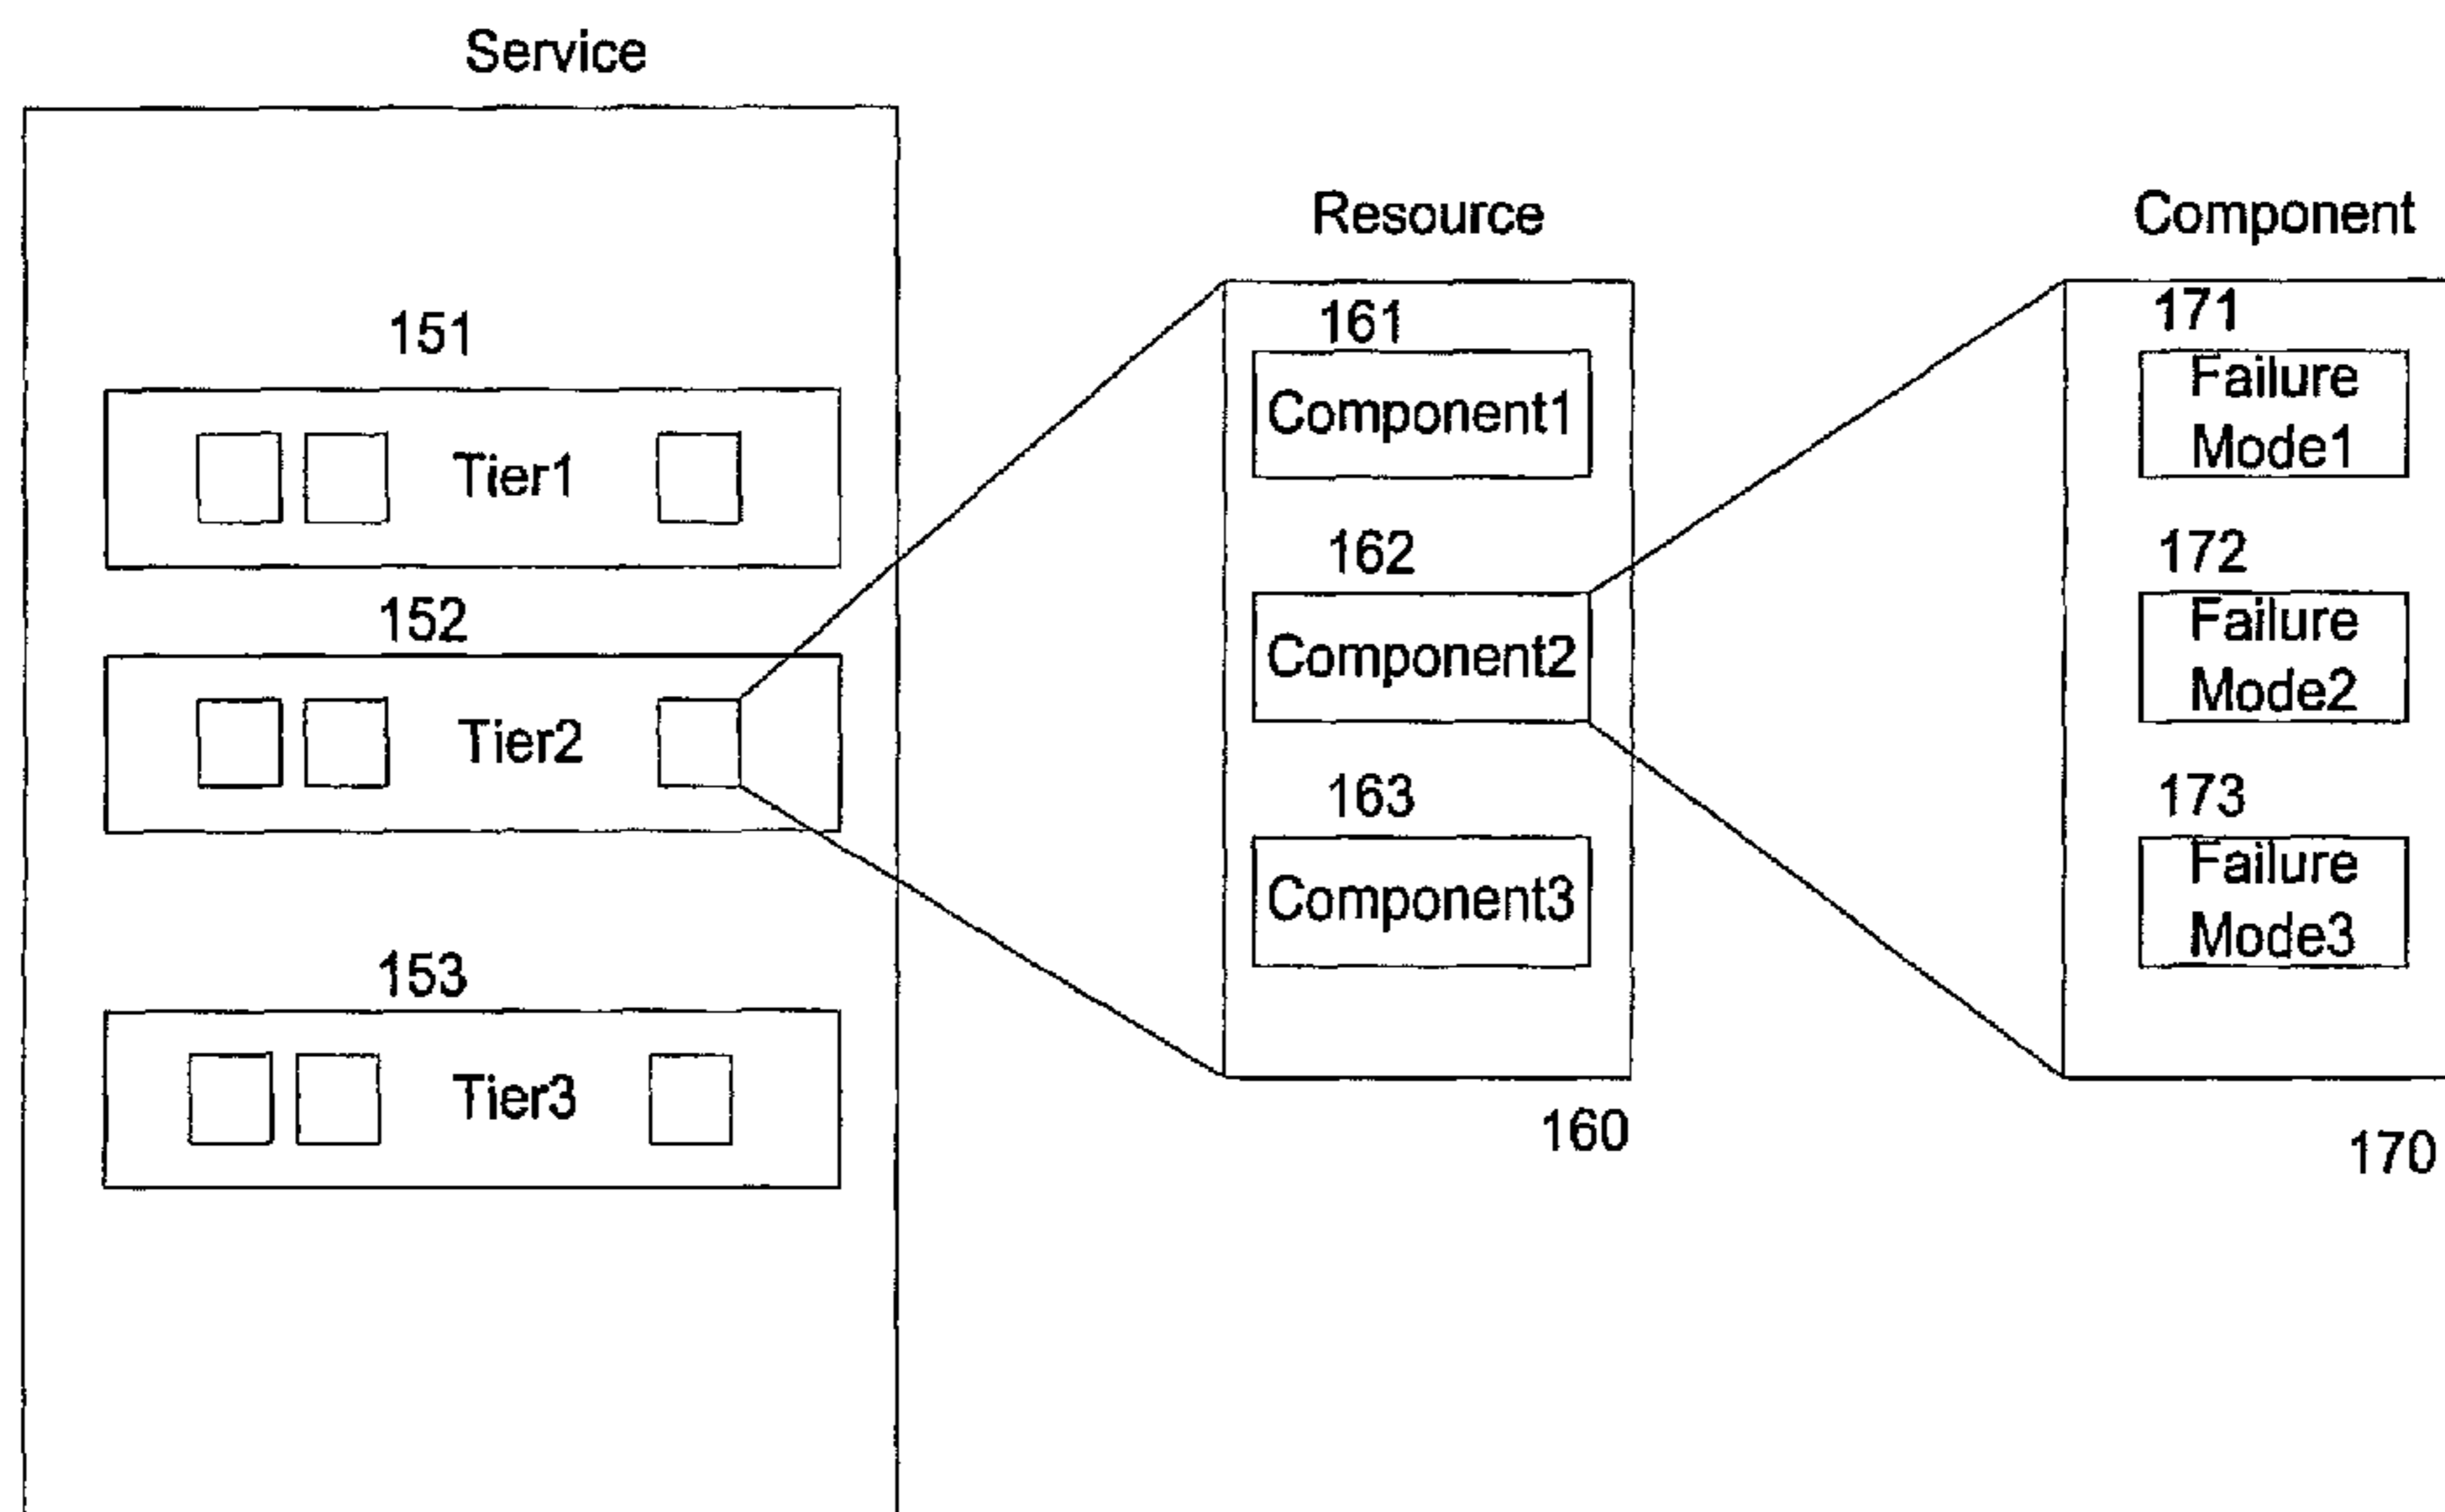 Service
151
Tier1
152
Tier2
153
Tier3
Resource
161
Component1
162
Component2
163
Component3
160
Component
171
Failure
Mode1
172
Failure
Mode2
173
Failure
Mode3
170